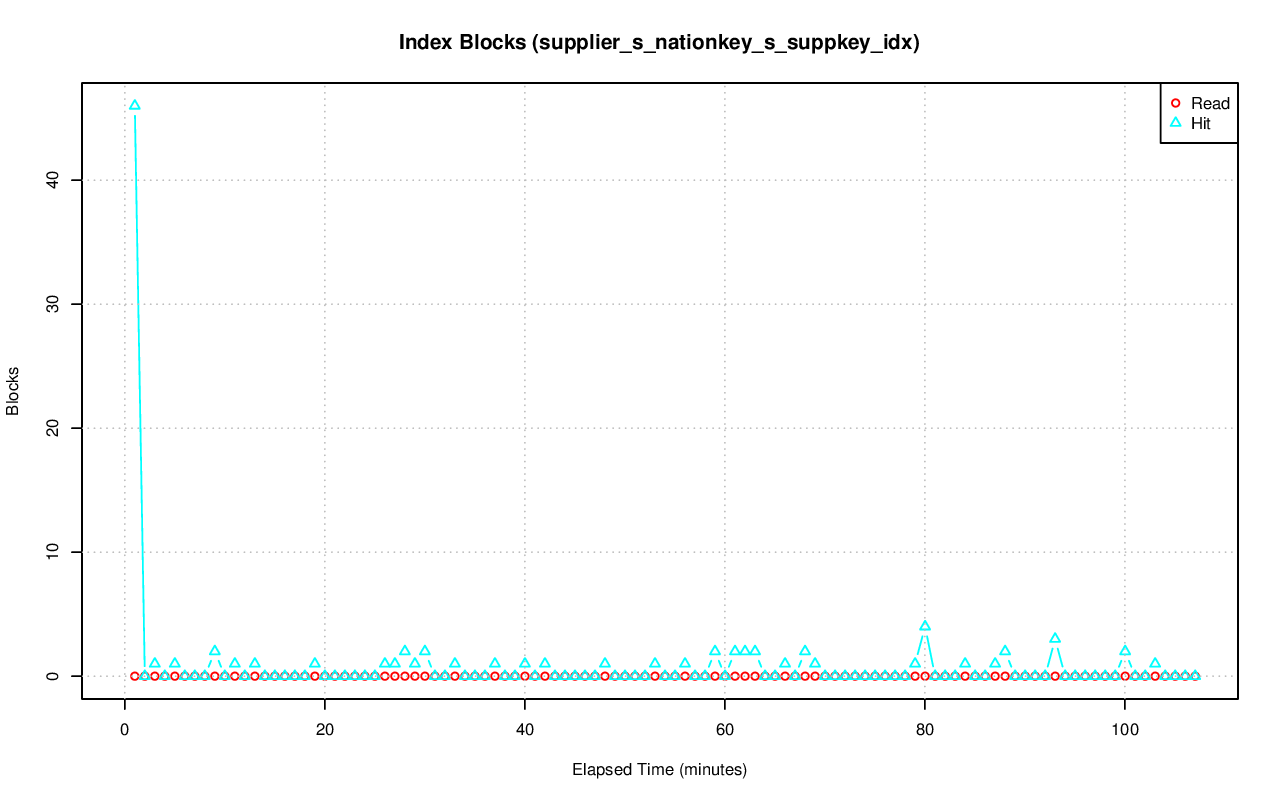 Index Blocks (supplier_s_nationkey_s_suppkey_idx)
Read
Hit
40
30
20
10
0
Blocks
0 20 40 60 80 100
Elapsed Time (minutes)